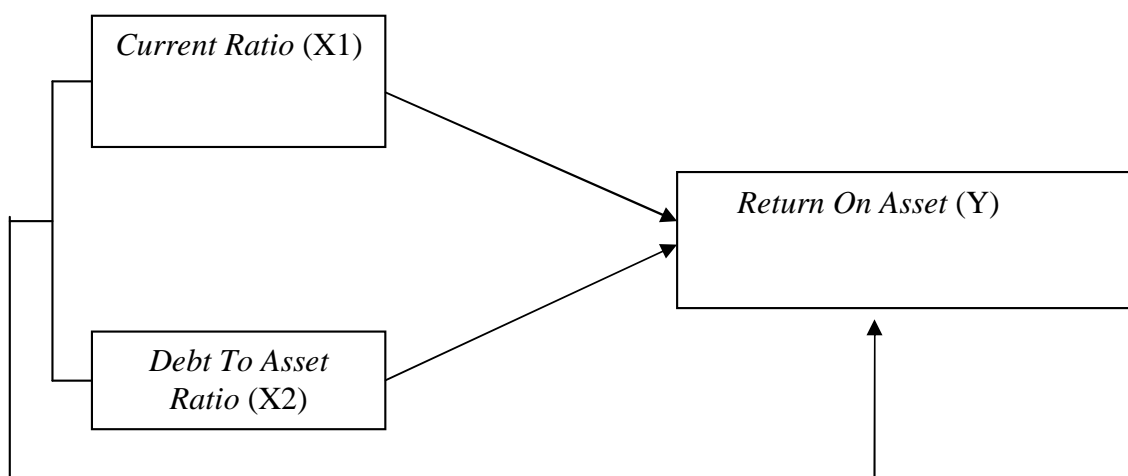 Current Ratio (X1)
Return On Asset (Y)
Debt To Asset
Ratio (X2)